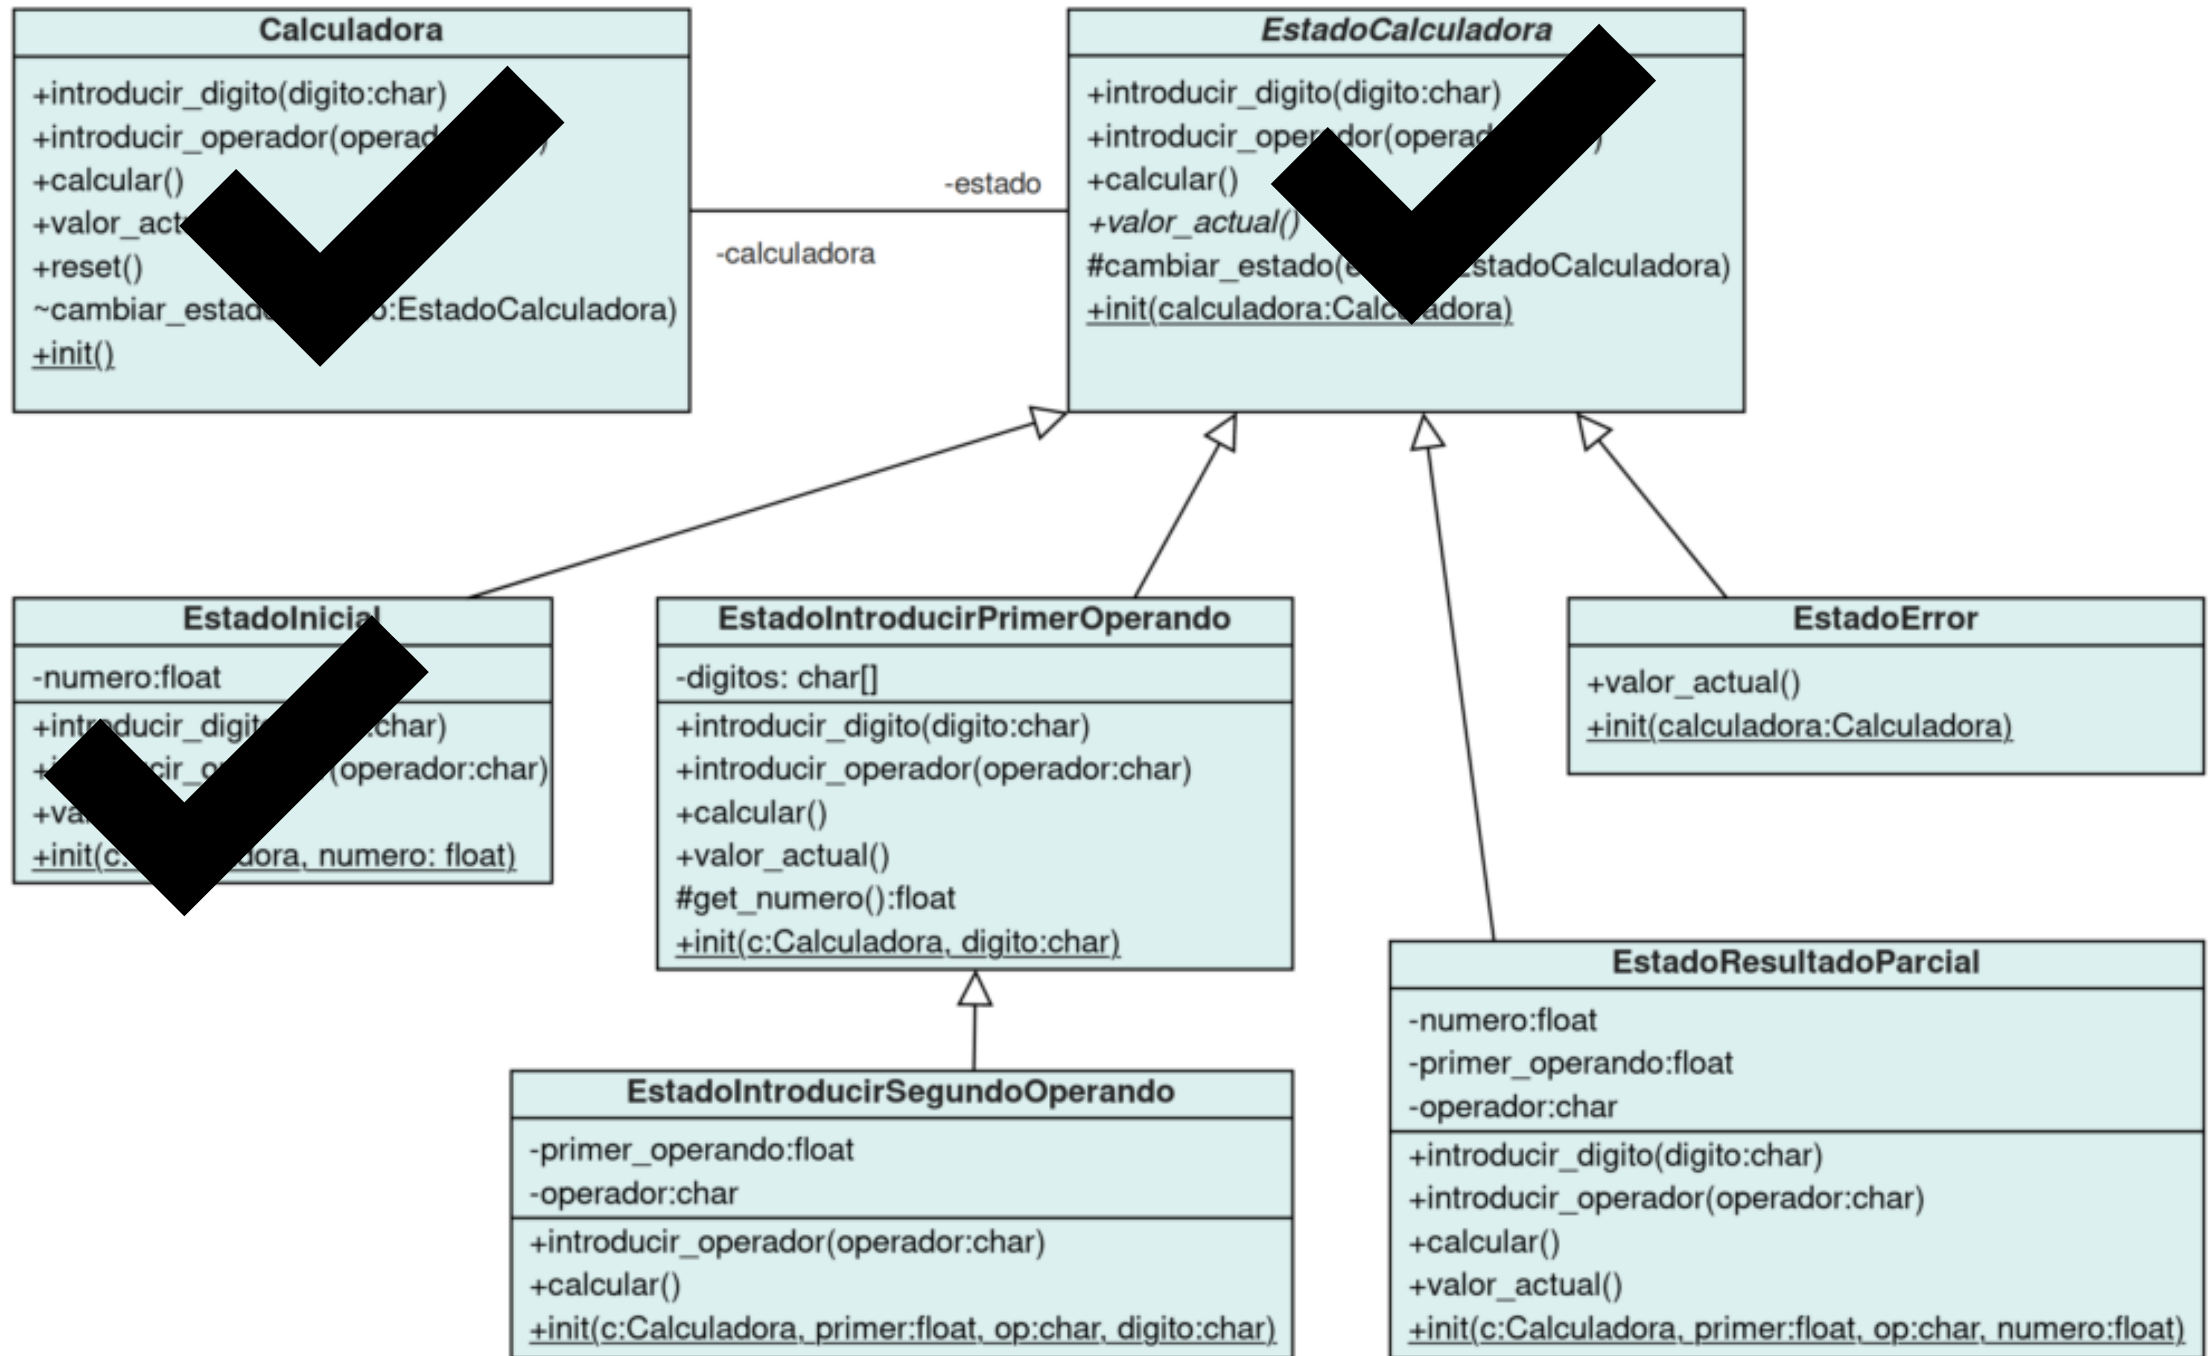 Calculadora
+introducir_digito(digito:char)
+introducir_operador(operad
+calcular()
+valor_act
+reset()
~cambiar_estad o:EstadoCalculadora)
+init()
-estado
-calculadora
EstadoCalculadora
+introducir_digito(digito:char)
+introducir_oper dor(operad
+calcular()
+valor_actual()
#cambiar_estado(e EstadoCalculadora)
+init(calculadora:Calc adora)
EstadoInicial
-numero:float
+introducir_digit char)
+i cir_o (operador:char)
+va
+init(c: dora, numero: float)
EstadoIntroducirPrimerOperando
-digitos: char[]
+introducir_digito(digito:char)
+introducir_operador(operador:char)
+calcular()
+valor_actual()
#get_numero():float
+init(c:Calculadora, digito:char)
EstadoError
+valor_actual()
+init(calculadora:Calculadora)
EstadoIntroducirSegundoOperando
-primer_operando:float
-operador:char
+introducir_operador(operador:char)
+calcular()
+init(c:Calculadora, primer:float, op:char, digito:char)
EstadoResultadoParcial
-numero:float
-primer_operando:float
-operador:char
+introducir_digito(digito:char)
+introducir_operador(operador:char)
+calcular()
+valor_actual()
+init(c:Calculadora, primer:float, op:char, numero:float)